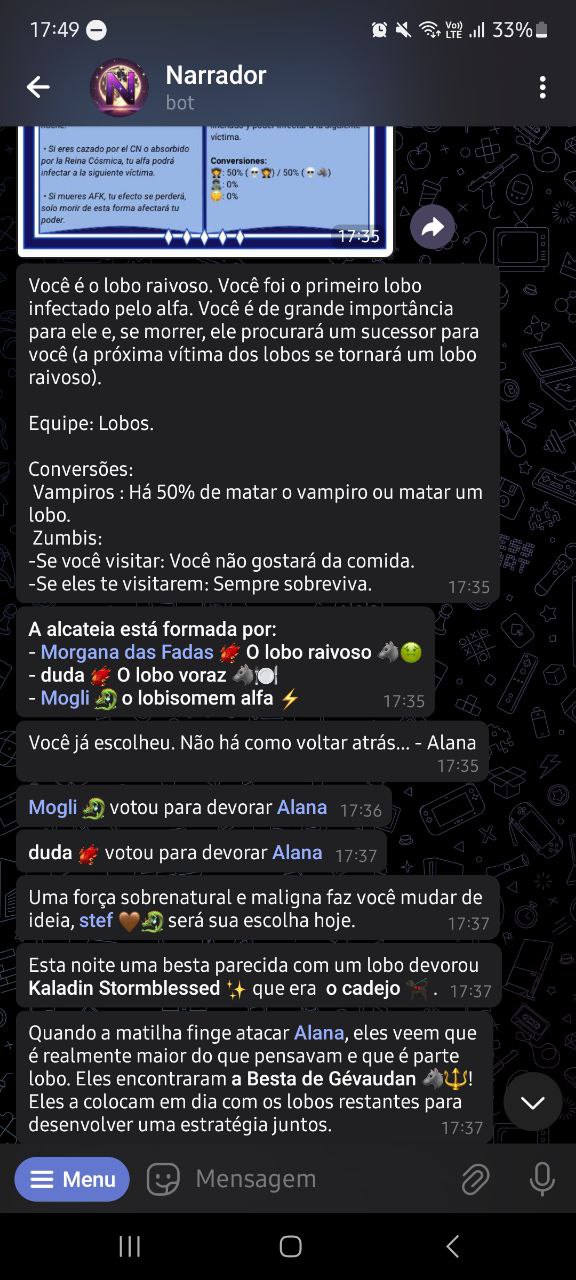 17:49
Vo))
LTE
33%
Narrador
bot
noche.
víctima.
• Si eres cazado por el CN o absorbido
por la Reina Cósmica, tu alfa podrá
infectar a la siguiente víctima.
• Si mueres AFK, tu efecto se perderá,
solo morir de esta forma afectará tu
poder.
Conversiones:
🧛: 50% (💀🧛) / 50% (💀🐺)
: 0%
: 0%
17:35
Você é o lobo raivoso. Você foi o primeiro lobo
infectado pelo alfa. Você é de grande importância
para ele e, se morrer, ele procurará um sucessor para
você (a próxima vítima dos lobos se tornará um lobo
raivoso).
Equipe: Lobos.
Conversões:
Vampiros : Há 50% de matar o vampiro ou matar um
lobo.
Zumbis:
-Se você visitar: Você não gostará da comida.
-Se eles te visitarem: Sempre sobreviva. 17:35
A alcateia está formada por:
- Morgana das Fadas 🐲 O lobo raivoso 🐺🤢
- duda 🐲 O lobo voraz 🐺🍽
- Mogli 🐉 o lobisomem alfa ⚡ 17:35
Você já escolheu. Não há como voltar atrás... - Alana
17:35
Mogli 🐉 votou para devorar Alana 17:36
duda 🐲 votou para devorar Alana 17:37
Uma força sobrenatural e maligna faz você mudar de
ideia, stef 🤎🐉 será sua escolha hoje. 17:37
Esta noite uma besta parecida com um lobo devorou
Kaladin Stormblessed ✨ que era o cadejo 🐕. 17:37
Quando a matilha finge atacar Alana, eles veem que
é realmente maior do que pensavam e que é parte
lobo. Eles encontraram a Besta de Gévaudan 🐺🔱!
Eles a colocam em dia com os lobos restantes para
desenvolver uma estratégia juntos. 17:37
Menu
Mensagem